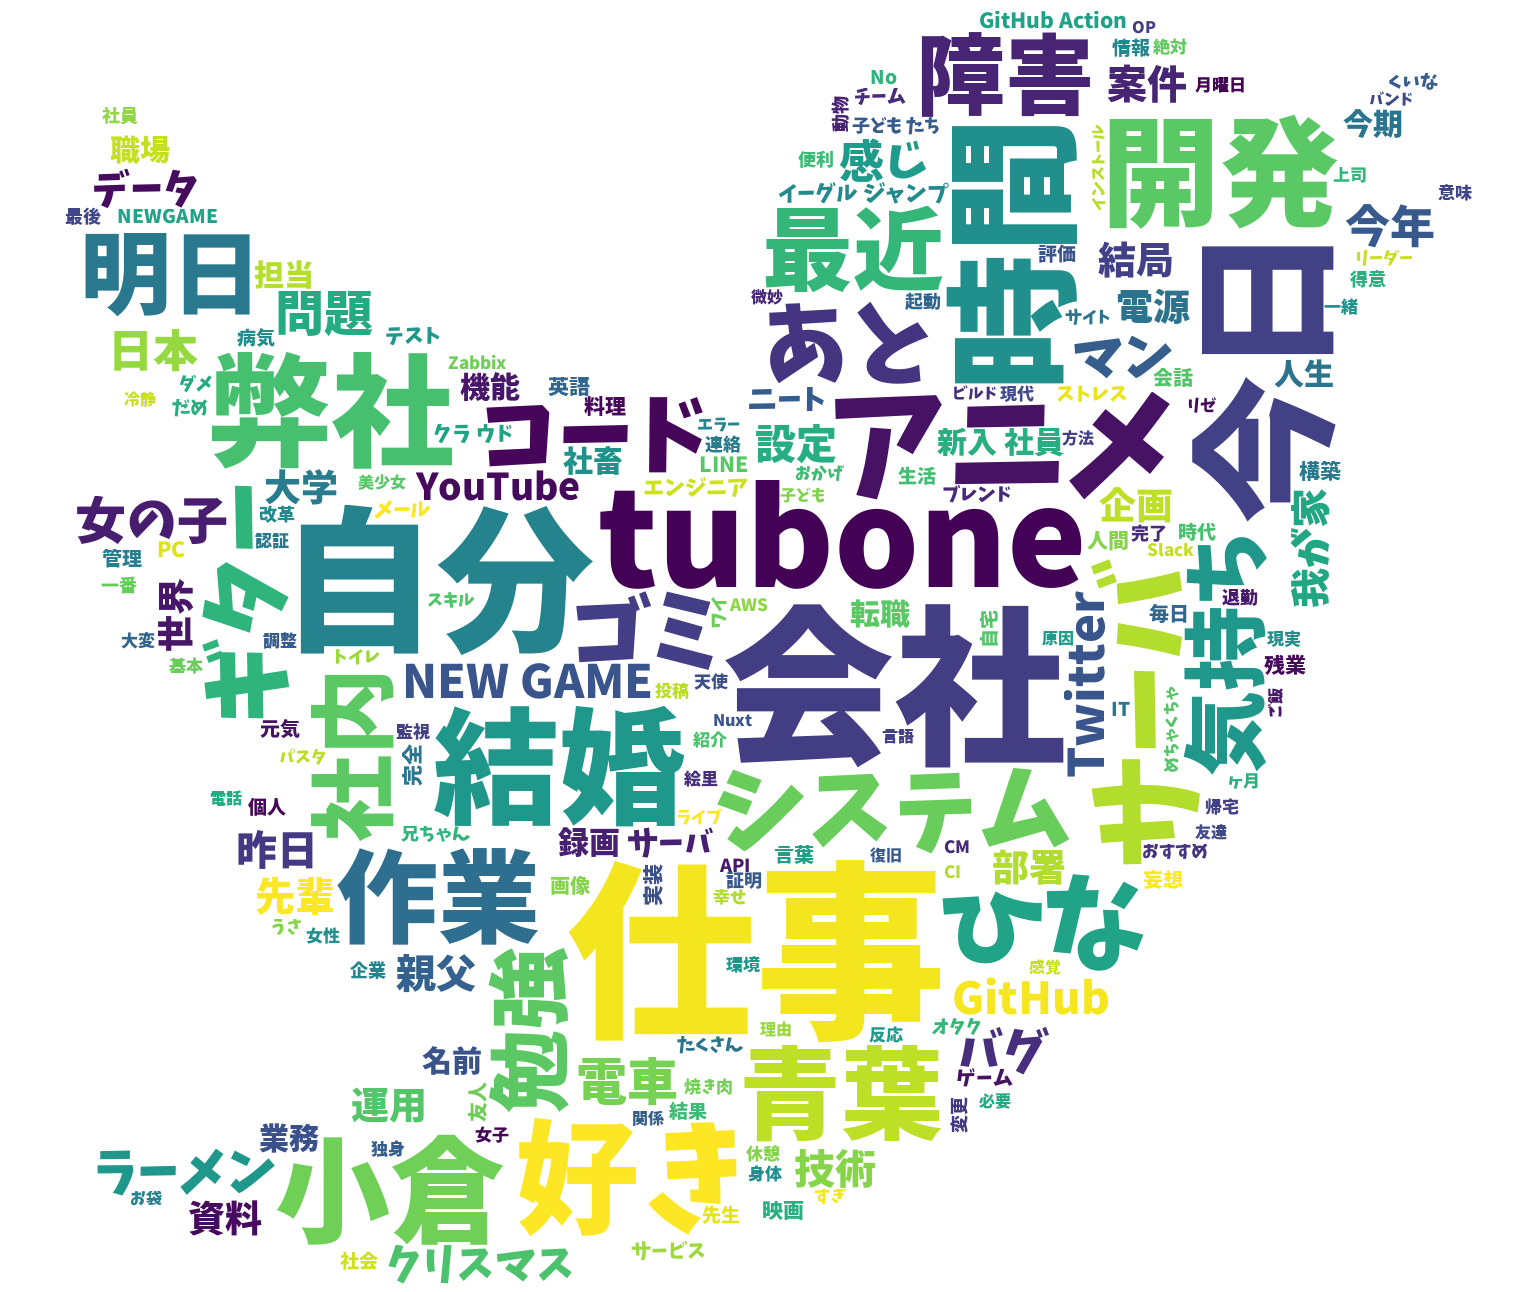 GitHub Action
OP
情報
絶対
障害
案件
月曜日
No
チーム
動物
子どもたち
くいな
バンド
今期
社員
職場
データ
最後
NEWGAME
便利
感じ
イーグル ジャンプ
時間
インストール
開発
上司
意味
今年
明日
担当
問題
最近
評価
結局
今日
リーダー
得意
一緒
微妙
起動
サイト
電源
日本
病気
テスト
あと
マン
会話
人生
Zabbix
機能
英語
ダメ
だめ
冷静
弊社
料理
コード
ニート
アニメ
ビルド
現代
ストレス
リゼ
クラウド
社畜
エラー
連絡
LINE
設定
新入 社員
方法
おかげ
生活
ブレンド
構築
大学
美少女
YouTube
エンジニア
子ども
企画
我が家
女の子
ギター
改革
認証
メール
自分
tubone
人間
完了
時代
Slack
管理
PC
一番
世界
スキル
ゴミ
ワイ
AWS
転職
自宅
原因
Twitter
サーバー
毎日
退勤
気持ち
大変
調整
基本
トイレ
現実
残業
ご飯
NEW GAME
投稿
天使
会社
社内
元気
監視
パスタ
完全
結婚
Nuxt
紹介
言語
IT
めちゃくちゃ
電話
個人
絵里
システム
ヶ月
帰宅
友達
おすすめ
昨日
兄ちゃん
録画
サーバ
ライブ
CM
CI
部署
妄想
先輩
作業
画像
実装
API
証明
言葉
復旧
幸せ
うさ
女性
仕事
ひな
企業
親父
勉強
環境
感覚
GitHub
名前
たくさん
理由
反応
オタク
バグ
ゲーム
運用
友人
電車
焼き肉
青葉
変更
必要
業務
独身
女子
関係
結果
ラーメン
お袋
資料
小倉
好き
休憩
身体
技術
すぎ
先生
映画
社会
クリスマス
サービス